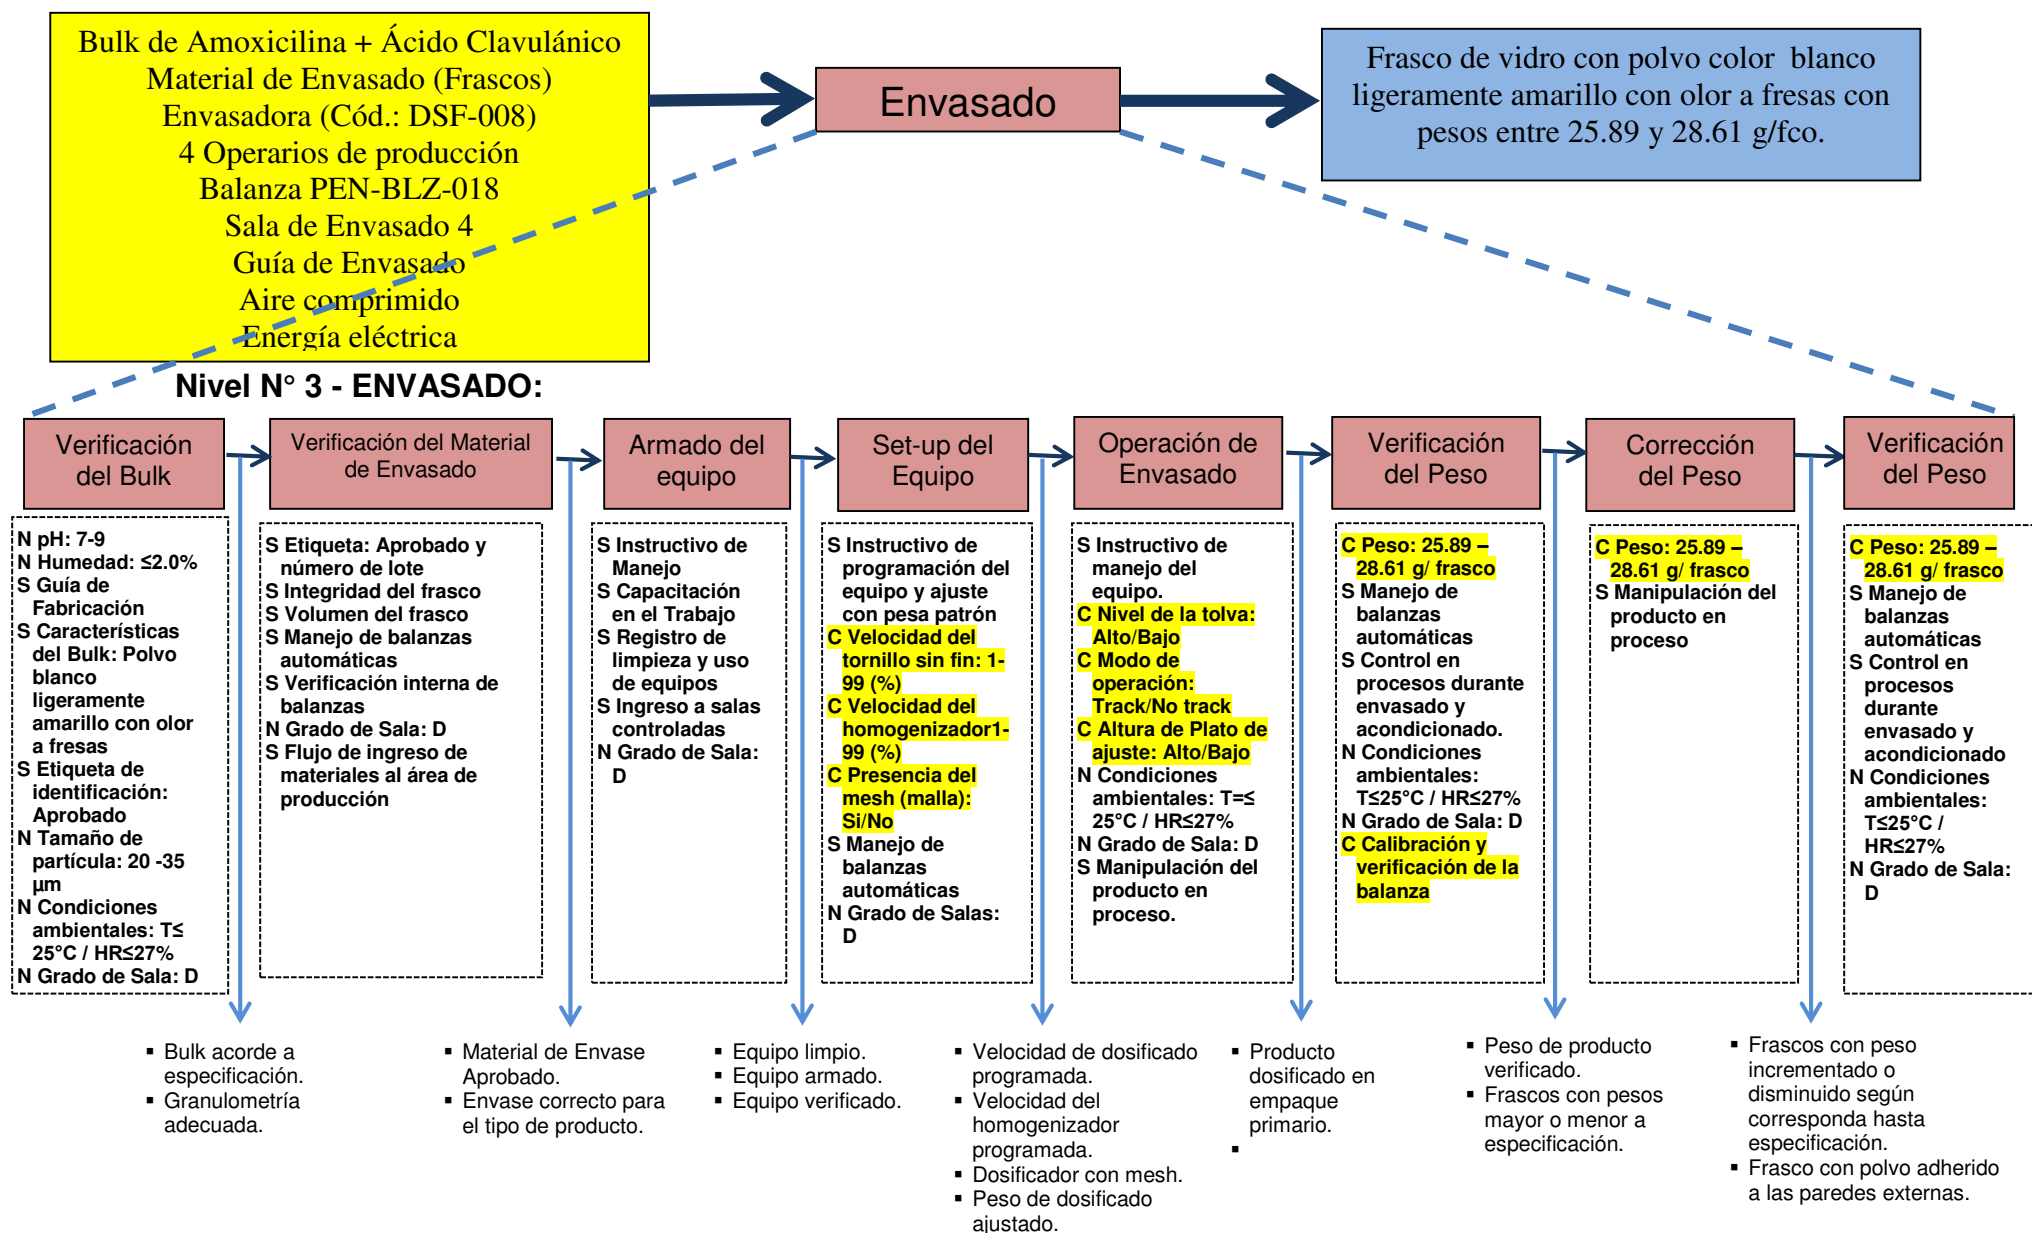 Bulk de Amoxicilina + Ácido Clavulánico
Material de Envasado (Frascos)
Envasadora (Cód.: DSF-008)
4 Operarios de producción
Balanza PEN-BLZ-018
Sala de Envasado 4
Guía de Envasado
Aire comprimido
Energía eléctrica
Envasado
Frasco de vidro con polvo color blanco
ligeramente amarillo con olor a fresas con
pesos entre 25.89 y 28.61 g/fco.
Nivel N° 3 - ENVASADO:
Verificación
del Bulk
Verificación del Material
de Envasado
Armado del
equipo
Set-up del
Equipo
Operación de
Envasado
Verificación
del Peso
Corrección
del Peso
Verificación
del Peso
N pH: 7-9
N Humedad: ≤2.0%
S Guía de
Fabricación
S Características
del Bulk: Polvo
blanco
ligeramente
amarillo con olor
a fresas
S Etiqueta de
identificación:
Aprobado
N Tamaño de
partícula: 20 -35
µm
N Condiciones
ambientales: T≤
25°C / HR≤27%
N Grado de Sala: D
S Etiqueta: Aprobado y
número de lote
S Integridad del frasco
S Volumen del frasco
S Manejo de balanzas
automáticas
S Verificación interna de
balanzas
N Grado de Sala: D
S Flujo de ingreso de
materiales al área de
producción
S Instructivo de
Manejo
S Capacitación
en el Trabajo
S Registro de
limpieza y uso
de equipos
S Ingreso a salas
controladas
N Grado de Sala:
D
S Instructivo de
programación del
equipo y ajuste
con pesa patrón
C Velocidad del
tornillo sin fin: 1-
99 (%)
C Velocidad del
homogenizador1-
99 (%)
C Presencia del
mesh (malla):
Si/No
S Manejo de
balanzas
automáticas
N Grado de Salas:
D
S Instructivo de
manejo del
equipo.
C Nivel de la tolva:
Alto/Bajo
C Modo de
operación:
Track/No track
C Altura de Plato de
ajuste: Alto/Bajo
N Condiciones
ambientales: T=≤
25°C / HR≤27%
N Grado de Sala: D
S Manipulación del
producto en
proceso.
C Peso: 25.89 –
28.61 g/ frasco
S Manejo de
balanzas
automáticas
S Control en
procesos durante
envasado y
acondicionado.
N Condiciones
ambientales:
T≤25°C / HR≤27%
N Grado de Sala: D
C Calibración y
verificación de la
balanza
C Peso: 25.89 –
28.61 g/ frasco
S Manipulación del
producto en
proceso
C Peso: 25.89 –
28.61 g/ frasco
S Manejo de
balanzas
automáticas
S Control en
procesos
durante
envasado y
acondicionado
N Condiciones
ambientales:
T≤25°C /
HR≤27%
N Grado de Sala:
D
▪ Bulk acorde a
especificación.
▪ Granulometría
adecuada.
▪ Material de Envase
Aprobado.
▪ Envase correcto para
el tipo de producto.
▪ Equipo limpio.
▪ Equipo armado.
▪ Equipo verificado.
▪ Velocidad de dosificado
programada.
▪ Velocidad del
homogenizador
programada.
▪ Dosificador con mesh.
▪ Peso de dosificado
ajustado.
▪ Producto
dosificado en
empaque
primario.
▪
▪ Peso de producto
verificado.
▪ Frascos con pesos
mayor o menor a
especificación.
▪ Frascos con peso
incrementado o
disminuido según
corresponda hasta
especificación.
▪ Frasco con polvo adherido
a las paredes externas.